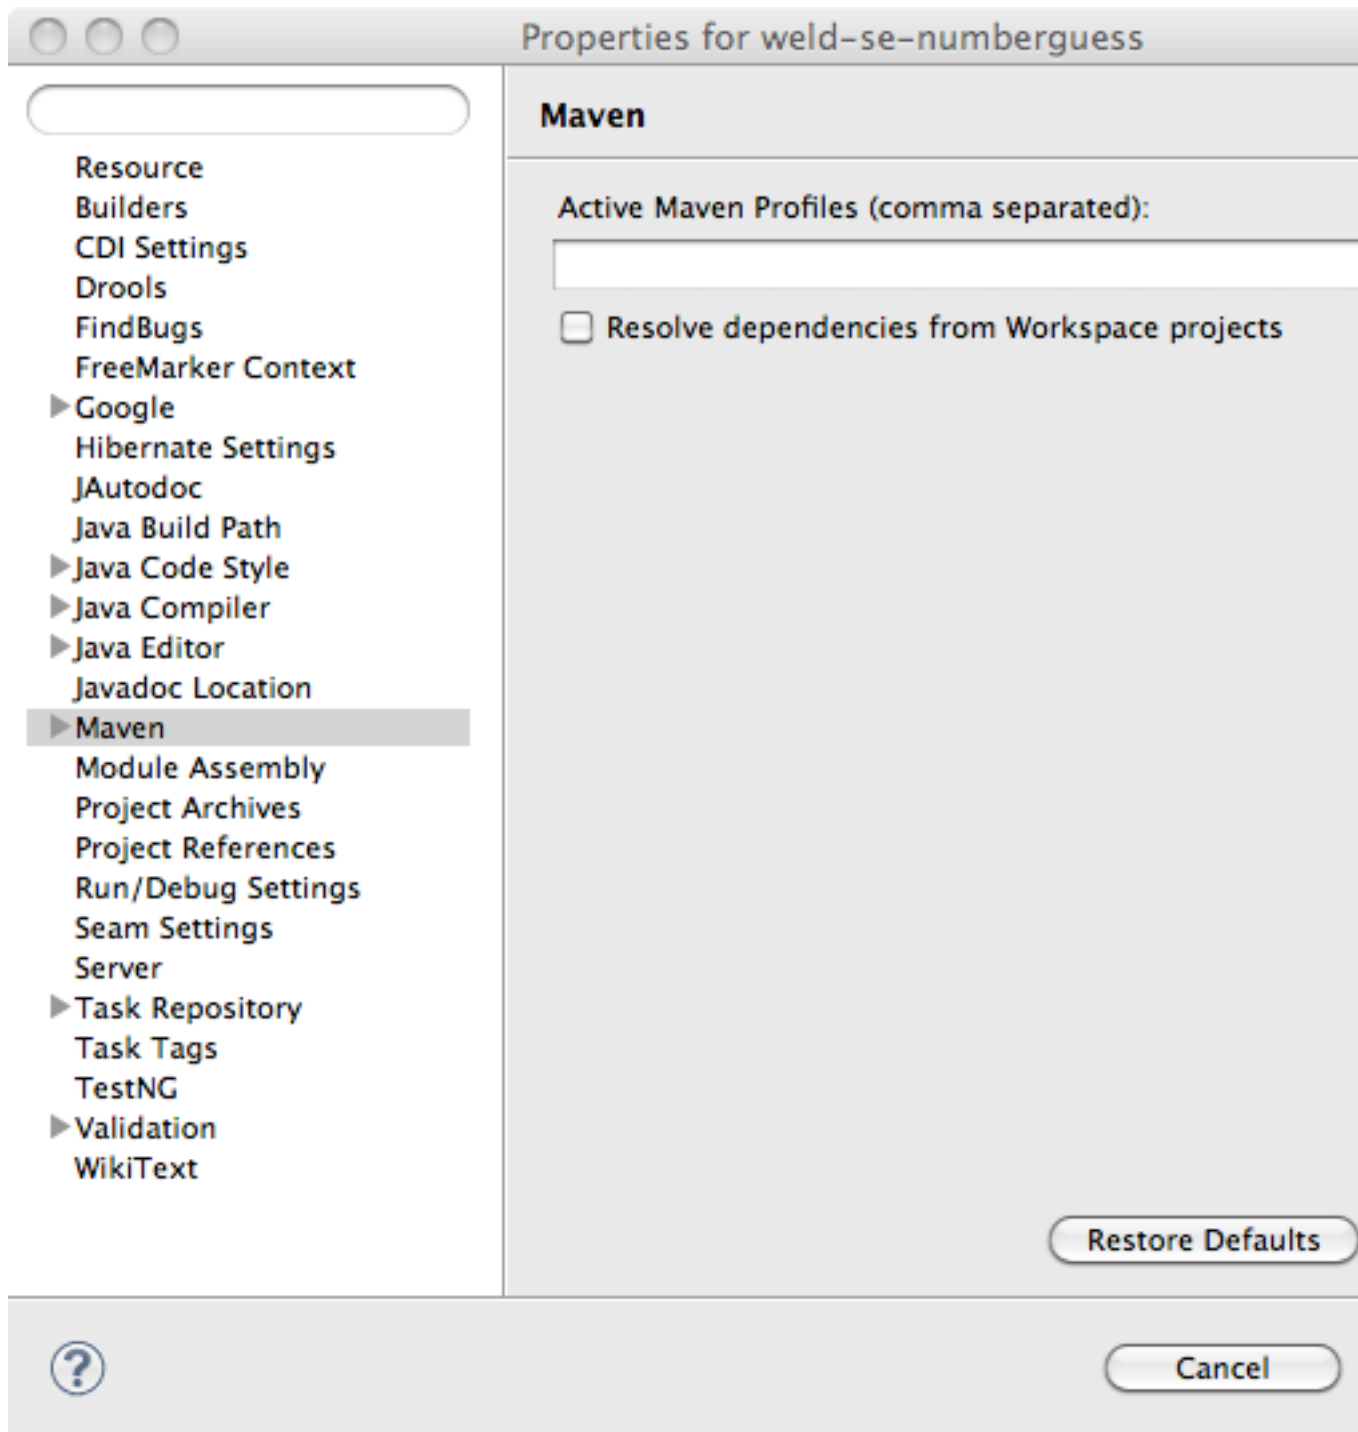 Properties for weld-se-numberguess
Maven
Resource
Builders
CDI Settings
Drools
FindBugs
FreeMarker Context
Google
Hibernate Settings
JAutodoc
Java Build Path
Java Code Style
Java Compiler
Java Editor
Javadoc Location
Maven
Module Assembly
Project Archives
Project References
Run/Debug Settings
Seam Settings
Server
Task Repository
Task Tags
TestNG
Validation
WikiText
Active Maven Profiles (comma separated):
Resolve dependencies from Workspace projects
Restore Defaults
?
Cancel